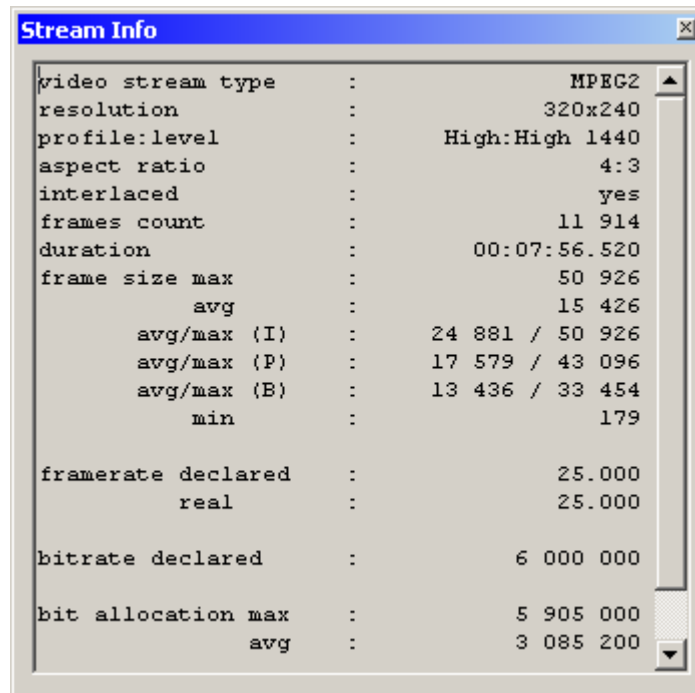 Stream Info
video stream type : MPEG2
resolution : 320x240
profile:level : High:High 1440
aspect ratio : 4:3
interlaced : yes
frames count : 11 914
duration : 00:07:56.520
frame size max : 50 926
avg : 15 426
avg/max (I) : 24 881 / 50 926
avg/max (P) : 17 579 / 43 096
avg/max (B) : 13 436 / 33 454
min : 179
framerate declared : 25.000
real : 25.000
bitrate declared : 6 000 000
bit allocation max : 5 905 000
avg : 3 085 200